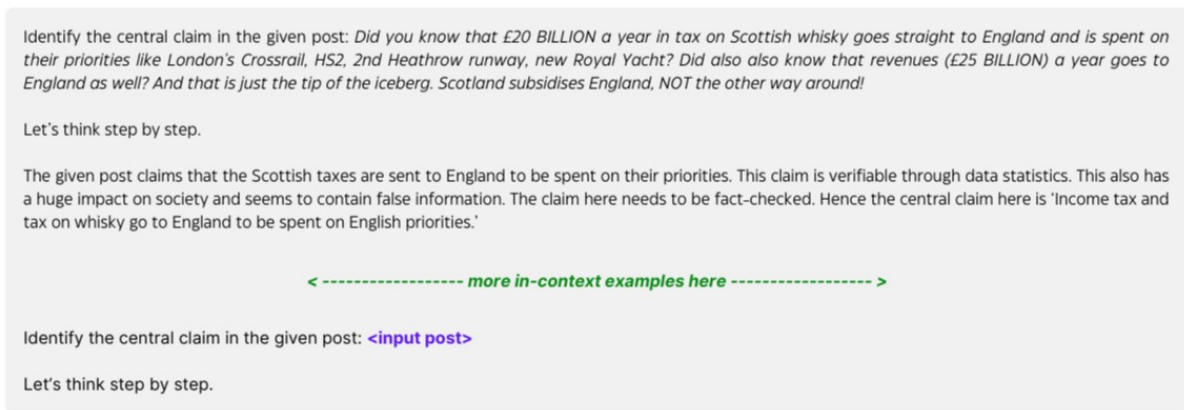 Identify the central claim in the given post: Did you know that £20 BILLION a year in tax on Scottish whisky goes straight to England and is spent on
their priorities like London's Crossrail, HS2, 2nd Heathrow runway, new Royal Yacht? Did also also know that revenues (£25 BILLION) a year goes to
England as well? And that is just the tip of the iceberg. Scotland subsidises England, NOT the other way around!
Let's think step by step.
The given post claims that the Scottish taxes are sent to England to be spent on their priorities. This claim is verifiable through data statistics. This also has
a huge impact on society and seems to contain false information. The claim here needs to be fact-checked. Hence the central claim here is 'Income tax and
tax on whisky go to England to be spent on English priorities.'
< ------------------ more in-context examples here ------------------ >
Identify the central claim in the given post: <input post>
Let's think step by step.